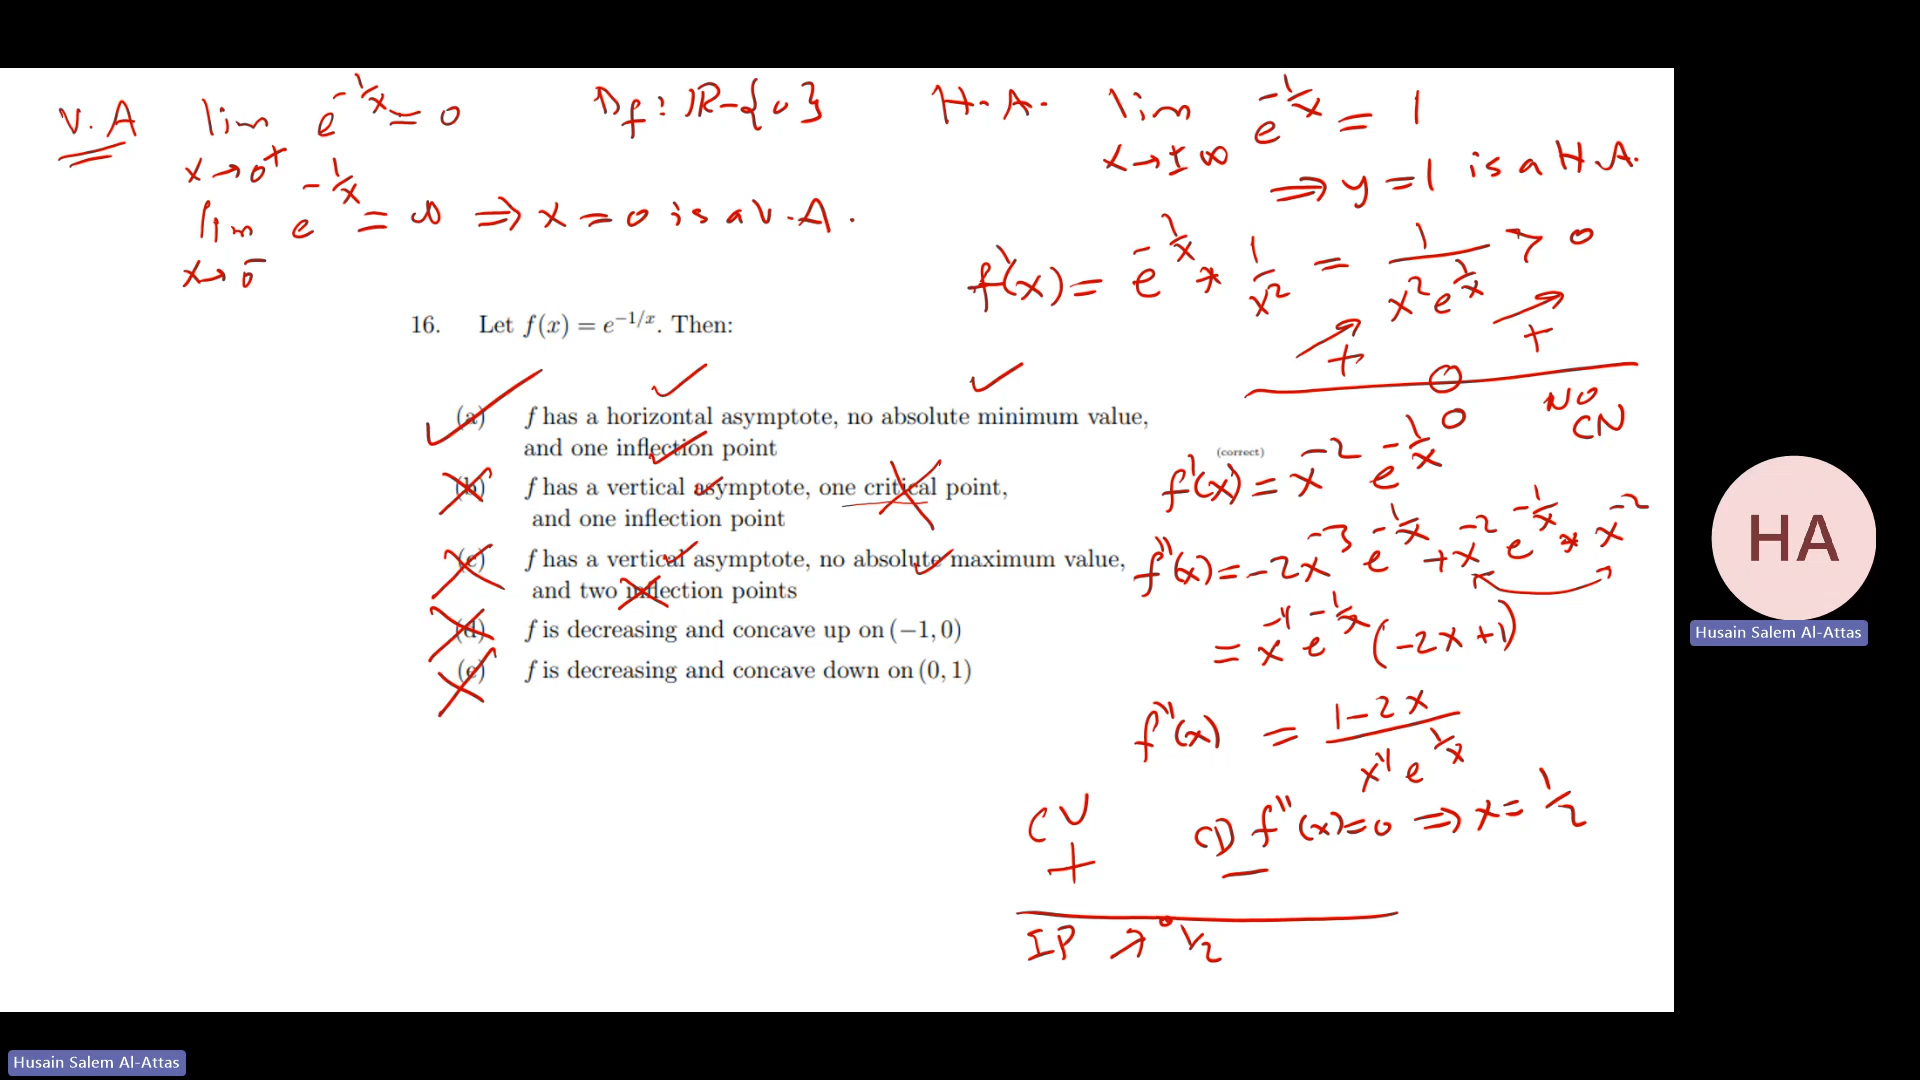 V.A lim x→0⁺ e^{-1/x} = 0
D_f : ℝ-{0}
H.A. lim x→±∞ e^{-1/x} = 1
⇒ y = 1 is a H.A.
lim x→0⁻ e^{-1/x} = ∞ ⇒ x = 0 is a V.A.
f'(x) = e^{-1/x} * 1/x² = 1/(x² e^{1/x}) > 0
+ +
0
NO CN
16. Let f(x) = e^{−1/x}. Then:
(a) f has a horizontal asymptote, no absolute minimum value,
and one inflection point
(correct)
(b) f has a vertical asymptote, one critical point,
and one inflection point
(c) f has a vertical asymptote, no absolute maximum value,
and two inflection points
(d) f is decreasing and concave up on (−1, 0)
(e) f is decreasing and concave down on (0, 1)
f'(x) = x^{-2} e^{-1/x}
f''(x) = -2x^{-3} e^{-1/x} + x^{-2} e^{-1/x} * x^{-2}
= x^{-4} e^{-1/x} (-2x+1)
f''(x) = (1-2x)/(x⁴ e^{1/x})
f''(x)=0 ⇒ x = 1/2
CU CD
+ −
IP → 1/2
HA
Husain Salem Al-Attas
Husain Salem Al-Attas